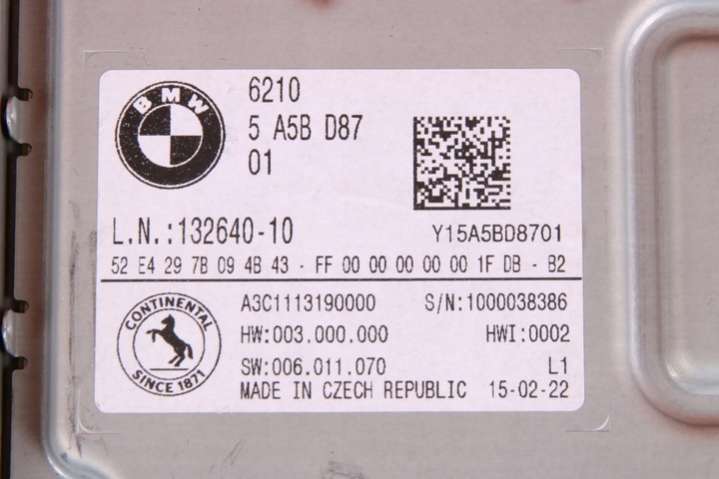 BMW
6210
5 A5B D87
01
L.N.:132640-10
Y15A5BD8701
52 E4 29 7B 09 4B 43 - FF 00 00 00 00 00 1F DB - B2
CONTINENTAL
SINCE 1871
A3C1113190000 S/N:1000038386
HW:003.000.000 HWI:0002
SW:006.011.070 L1
MADE IN CZECH REPUBLIC 15-02-22